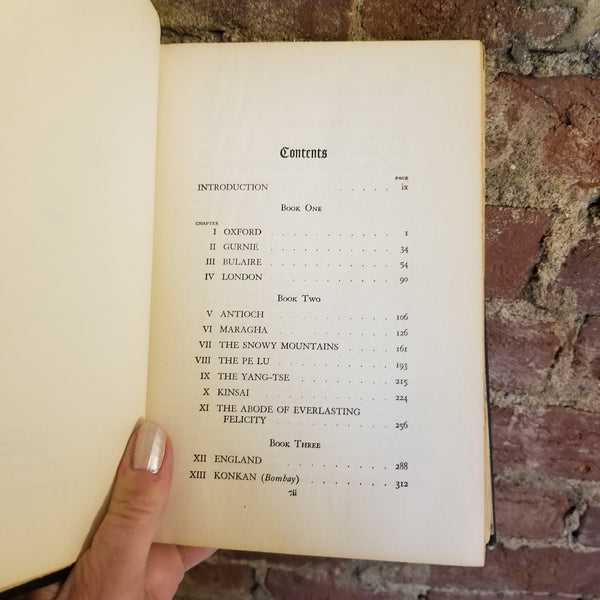 Contents
PAGE
INTRODUCTION . . . . . . ix
Book One
CHAPTER
I OXFORD . . . . . . . . . 1
II GURNIE . . . . . . . . . 34
III BULAIRE . . . . . . . . . 54
IV LONDON . . . . . . . . . 90
Book Two
V ANTIOCH . . . . . . . . . 106
VI MARAGHA . . . . . . . . 126
VII THE SNOWY MOUNTAINS . . . . 161
VIII THE PE LU . . . . . . . . 193
IX THE YANG-TSE . . . . . . . 215
X KINSAI . . . . . . . . . 224
XI THE ABODE OF EVERLASTING
FELICITY . . . . . . . . 256
Book Three
XII ENGLAND . . . . . . . . 288
XIII KONKAN (Bombay) . . . . . . 312
vii